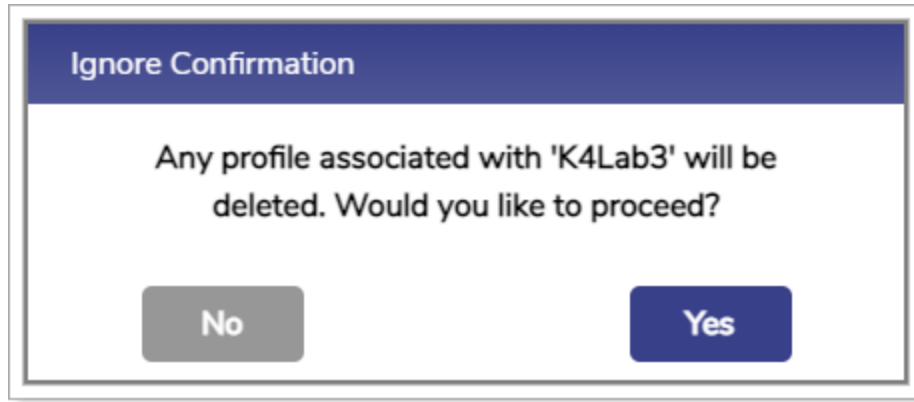 Ignore Confirmation
Any profile associated with 'K4Lab3' will be
deleted. Would you like to proceed?
No
Yes